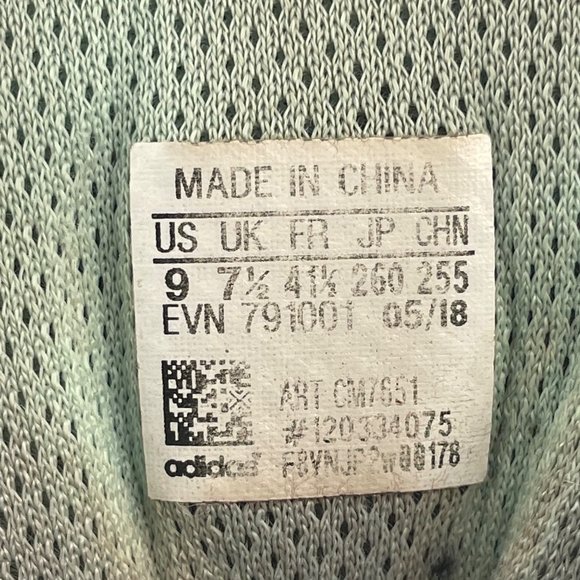 MADE IN CHINA
US UK FR JP CHN
9 7½ 41⅓ 260 255
EVN 791001 05/18
ART CM7651
#120334075
adidas